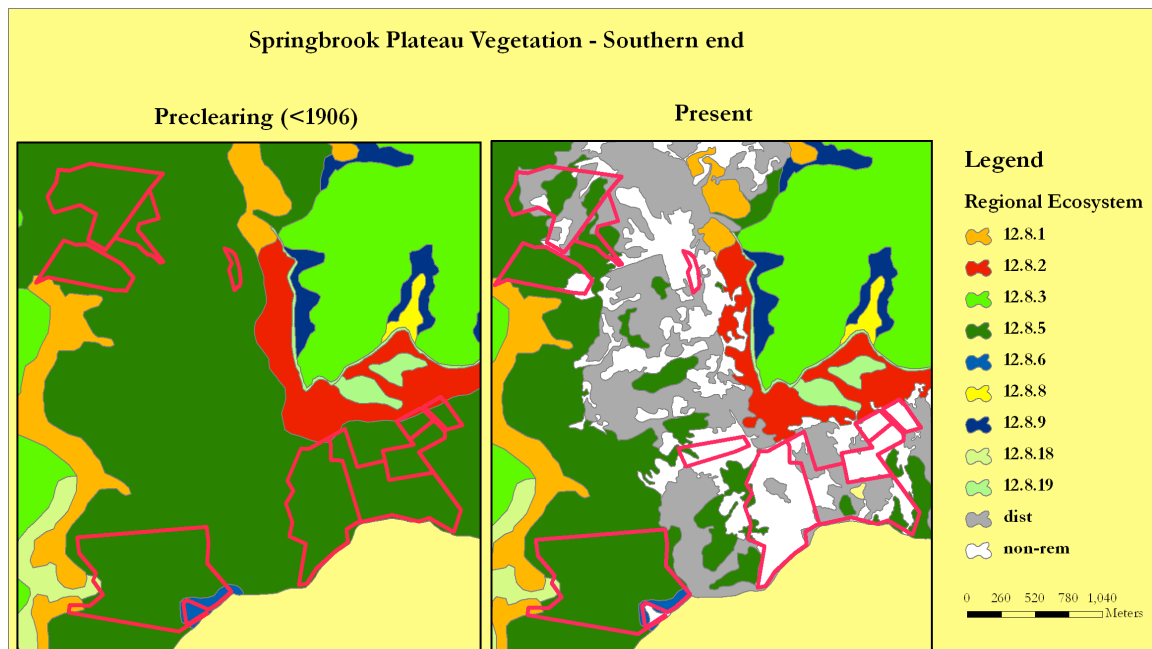 Springbrook Plateau Vegetation - Southern end
Preclearing (<1906)
Present
Legend
Regional Ecosystem
12.8.1
12.8.2
12.8.3
12.8.5
12.8.6
12.8.8
12.8.9
12.8.18
12.8.19
dist
non-rem
0 260 520 780 1,040
Meters